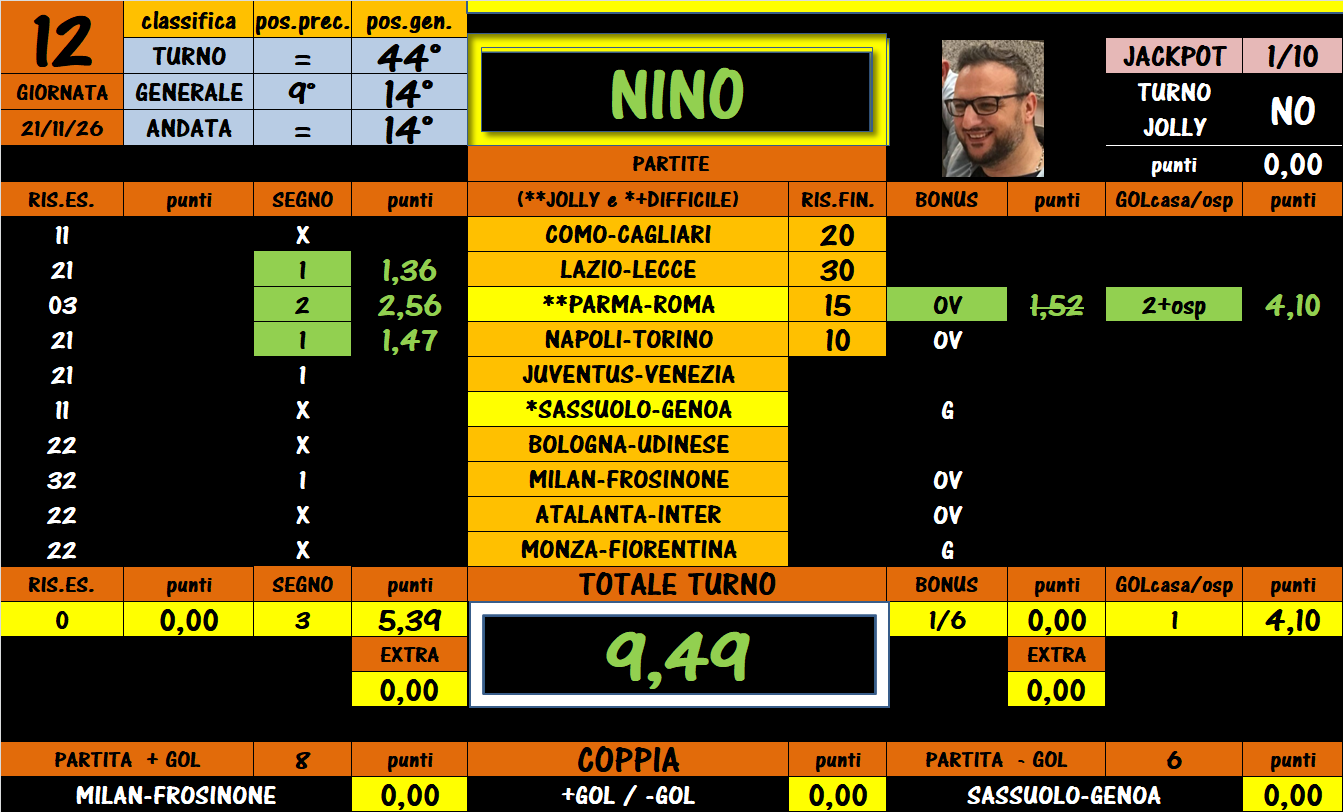 12 classifica pos.prec. pos.gen.
TURNO = 44° NINO JACKPOT 1/10
GIORNATA GENERALE 9° 14° TURNO JOLLY NO
21/11/26 ANDATA = 14°
PARTITE punti 0,00
RIS.ES. punti SEGNO punti (**JOLLY e *+DIFFICILE) RIS.FIN. BONUS punti GOLcasa/osp punti
11 X COMO-CAGLIARI 20
21 1 1,36 LAZIO-LECCE 30
03 2 2,56 **PARMA-ROMA 15 OV 1,52 2+osp 4,10
21 1 1,47 NAPOLI-TORINO 10 OV
21 1 JUVENTUS-VENEZIA
11 X *SASSUOLO-GENOA G
22 X BOLOGNA-UDINESE
32 1 MILAN-FROSINONE OV
22 X ATALANTA-INTER OV
22 X MONZA-FIORENTINA G
RIS.ES. punti SEGNO punti TOTALE TURNO BONUS punti GOLcasa/osp punti
0 0,00 3 5,39 9,49 1/6 0,00 1 4,10
EXTRA EXTRA
0,00 0,00
PARTITA + GOL 8 punti COPPIA punti PARTITA - GOL 6 punti
MILAN-FROSINONE 0,00 +GOL / -GOL 0,00 SASSUOLO-GENOA 0,00